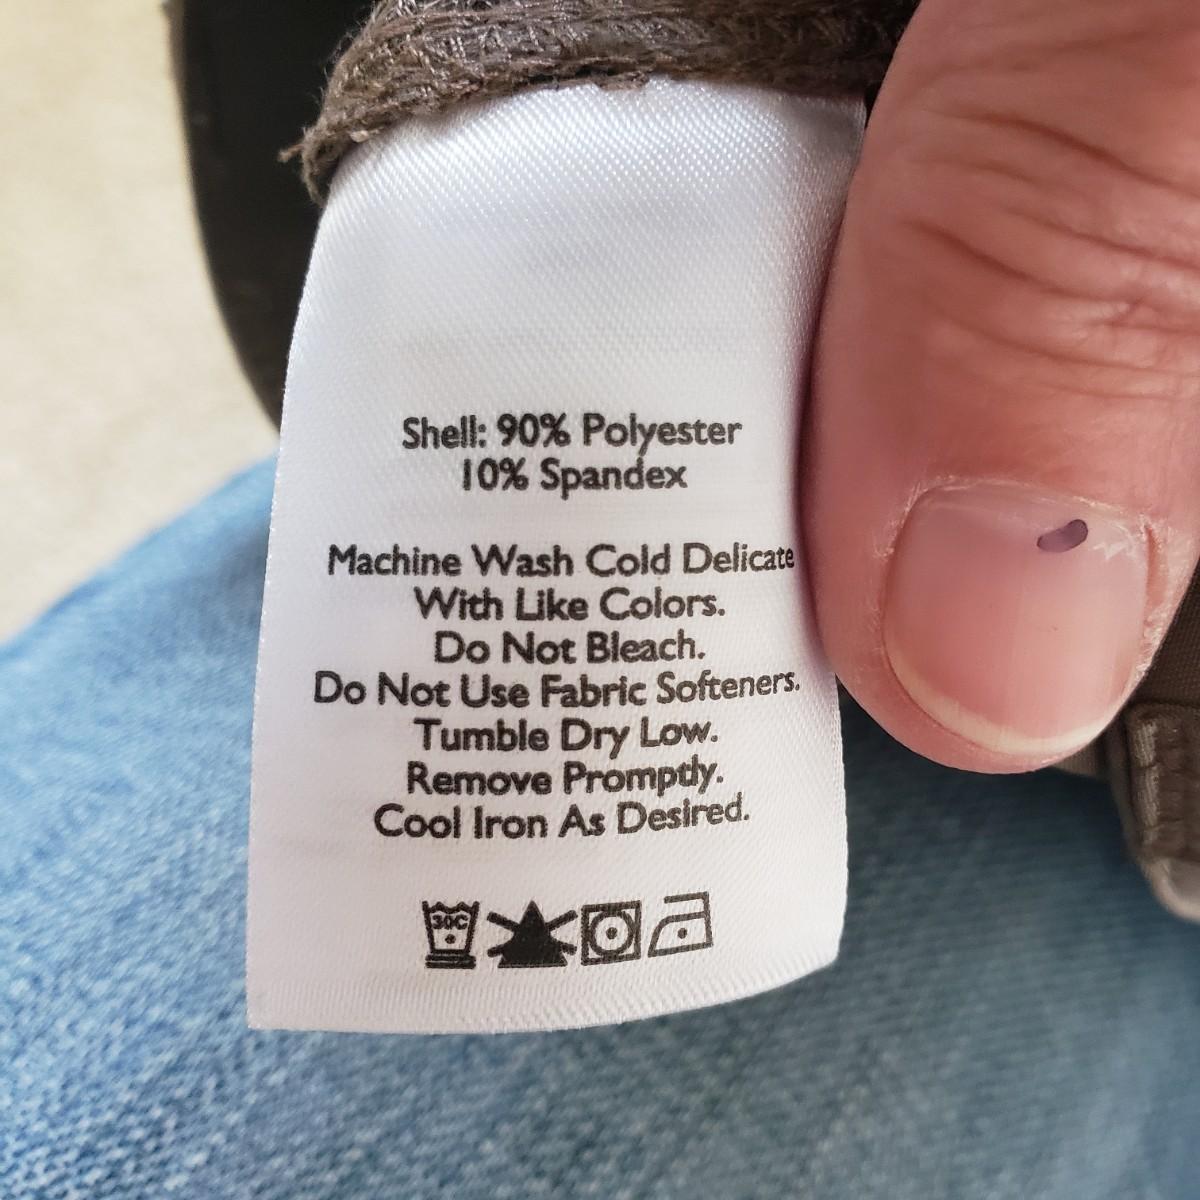 Shell: 90% Polyester
10% Spandex
Machine Wash Cold Delicate
With Like Colors.
Do Not Bleach.
Do Not Use Fabric Softeners.
Tumble Dry Low.
Remove Promptly.
Cool Iron As Desired.
30C